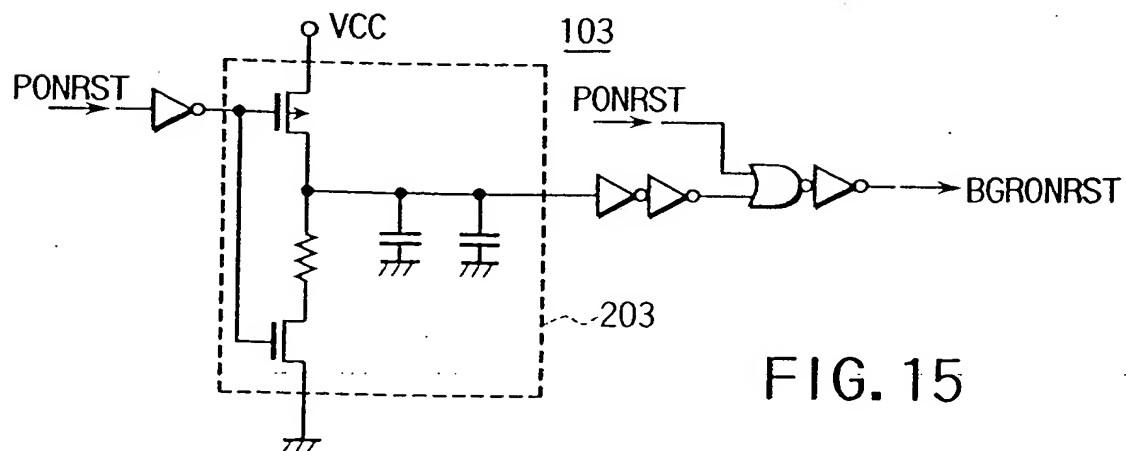 VCC
103
PONRST
PONRST
BGRONRST
203
FIG. 15